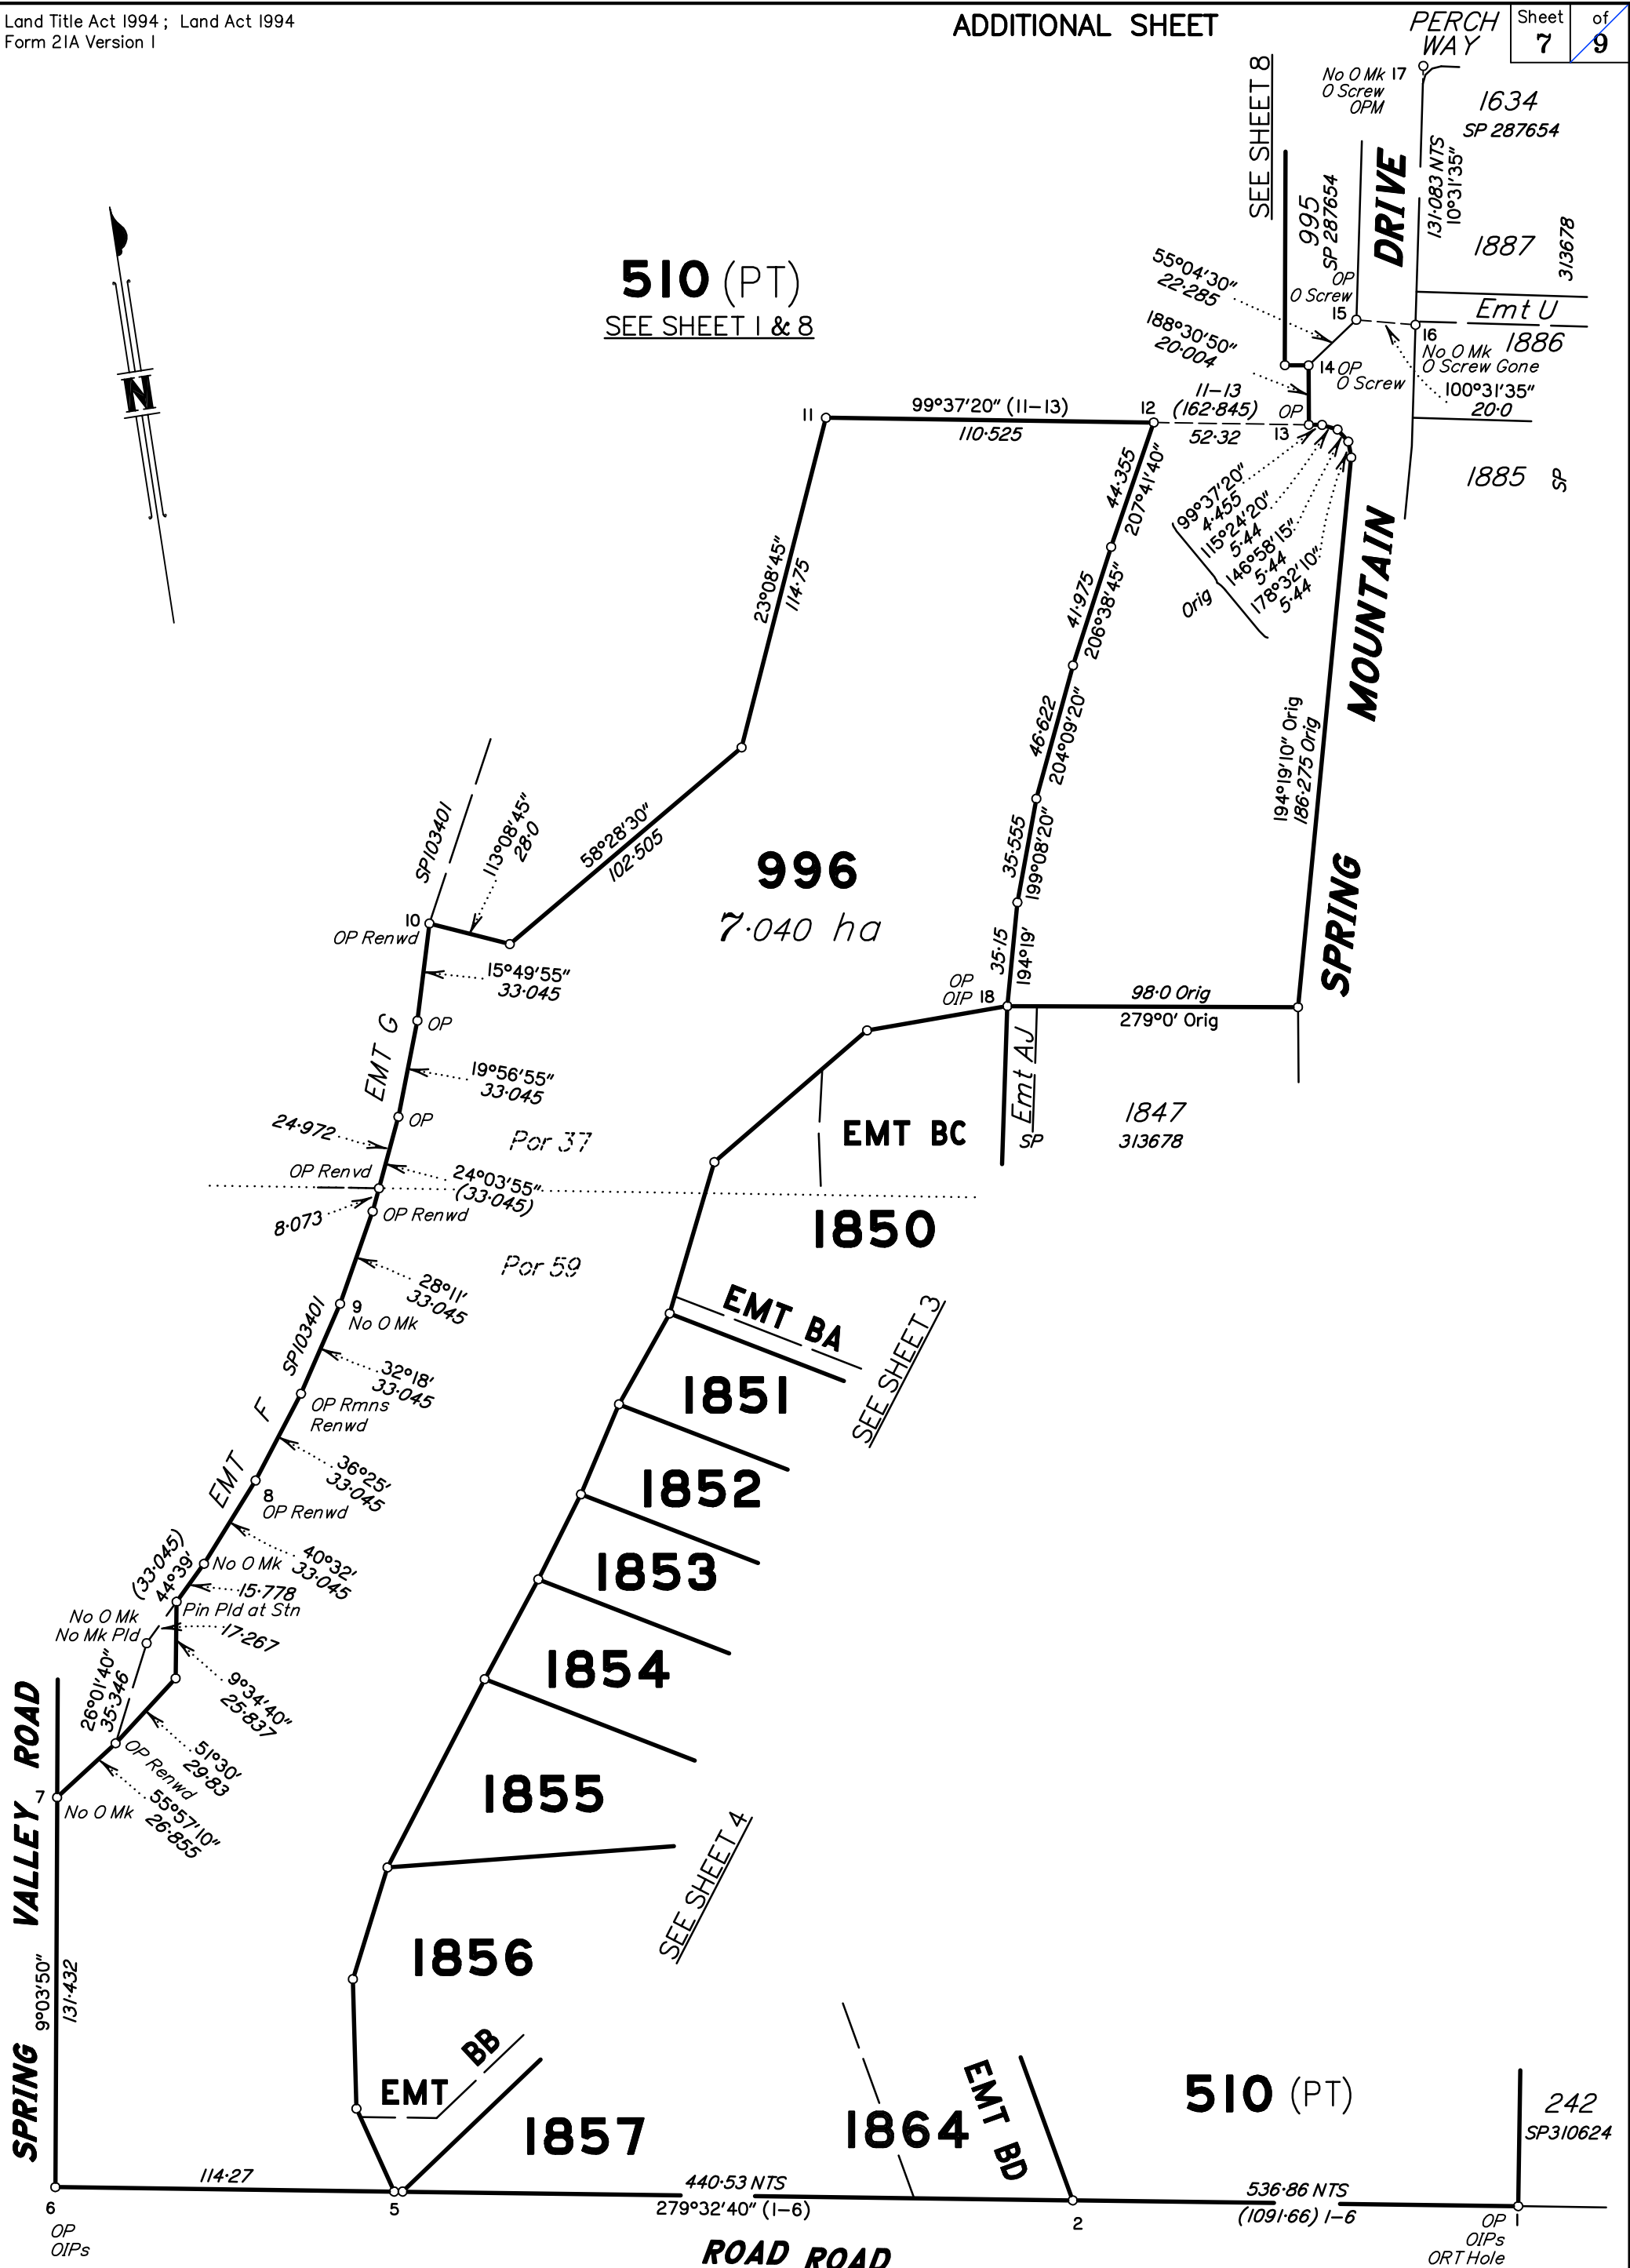 Land Title Act 1994 ; Land Act 1994
Form 21A Version 1
ADDITIONAL SHEET
Sheet
7
of
9
PERCH
WAY
SEE SHEET 8
No O Mk 17
O Screw
OPM
1634
SP 287654
995
SP 287654
DRIVE
131·083 NTS
10°31'35"
1887
313678
Emt U
1886
1885
SP
N
510 (PT)
SEE SHEET 1 & 8
55°04'30"
22·285
188°30'50"
20·004
OP
O Screw
15
16
No O Mk
O Screw Gone
14 OP
O Screw
100°31'35"
20·0
11
99°37'20" (11-13)
110·525
12
11-13
(162·845)
52·32
OP
13
99°37'20"
4·455
115°24'20"
5·44
146°58'15"
5·44
178°32'10"
5·44
Orig
44·355
207°41'40"
41·975
206°38'45"
46·622
204°09'20"
35·555
199°08'20"
35·15
194°19'
23°08'45"
114·75
58°28'30"
102·505
113°08'45"
28·0
SP103401
996
7·040 ha
194°19'10" Orig
186·275 Orig
MOUNTAIN
SPRING
10
OP Renwd
15°49'55"
33·045
OP
OIP 18
98·0 Orig
279°0' Orig
Emt AJ
SP
1847
313678
EMT G
OP
19°56'55"
33·045
OP
24·972
Por 37
OP Renvd
24°03'55"
(33·045)
8·073
OP Renwd
Por 59
EMT BC
1850
28°11'
33·045
9
No O Mk
SP103401
EMT BA
SEE SHEET 3
32°18'
33·045
OP Rmns
Renwd
EMT F
1851
36°25'
33·045
8
OP Renwd
1852
40°32'
33·045
No O Mk
(33·045)
44°39'
15·778
Pin Pld at Stn
No O Mk
No Mk Pld
17·267
1853
9°34'40"
25·837
26°01'40"
35·346
1854
51°30'
29·83
OP Renwd
55°57'10"
26·855
7
No O Mk
1855
SEE SHEET 4
SPRING VALLEY ROAD
9°03'50"
131·432
1856
EMT BB
1857
1864
EMT BD
510 (PT)
242
SP310624
114·27
440·53 NTS
279°32'40" (1-6)
536·86 NTS
(1091·66) 1-6
6
OP
OIPs
5
2
OP 1
OIPs
ORT Hole
ROAD ROAD